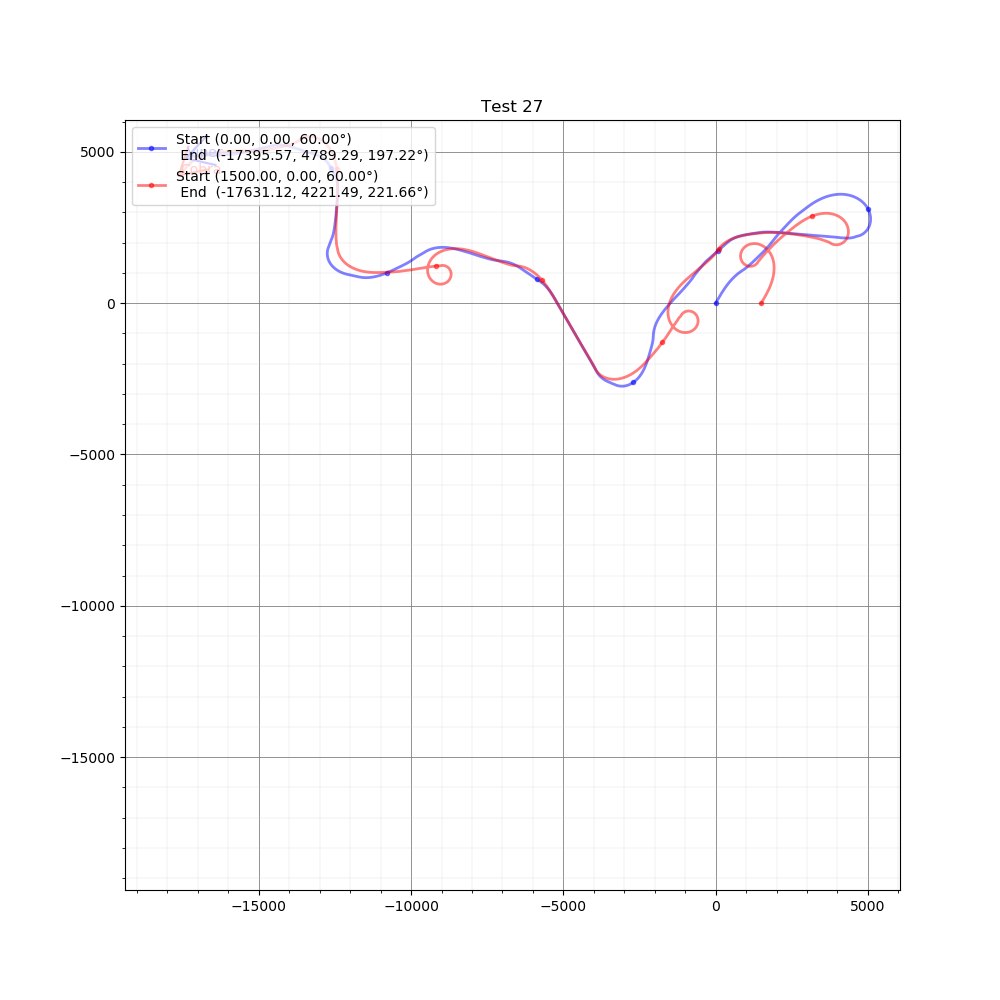 Test 27
Start (0.00, 0.00, 60.00°)
End (-17395.57, 4789.29, 197.22°)
Start (1500.00, 0.00, 60.00°)
End (-17631.12, 4221.49, 221.66°)
5000
0
−5000
−10000
−15000
−15000
−10000
−5000
0
5000